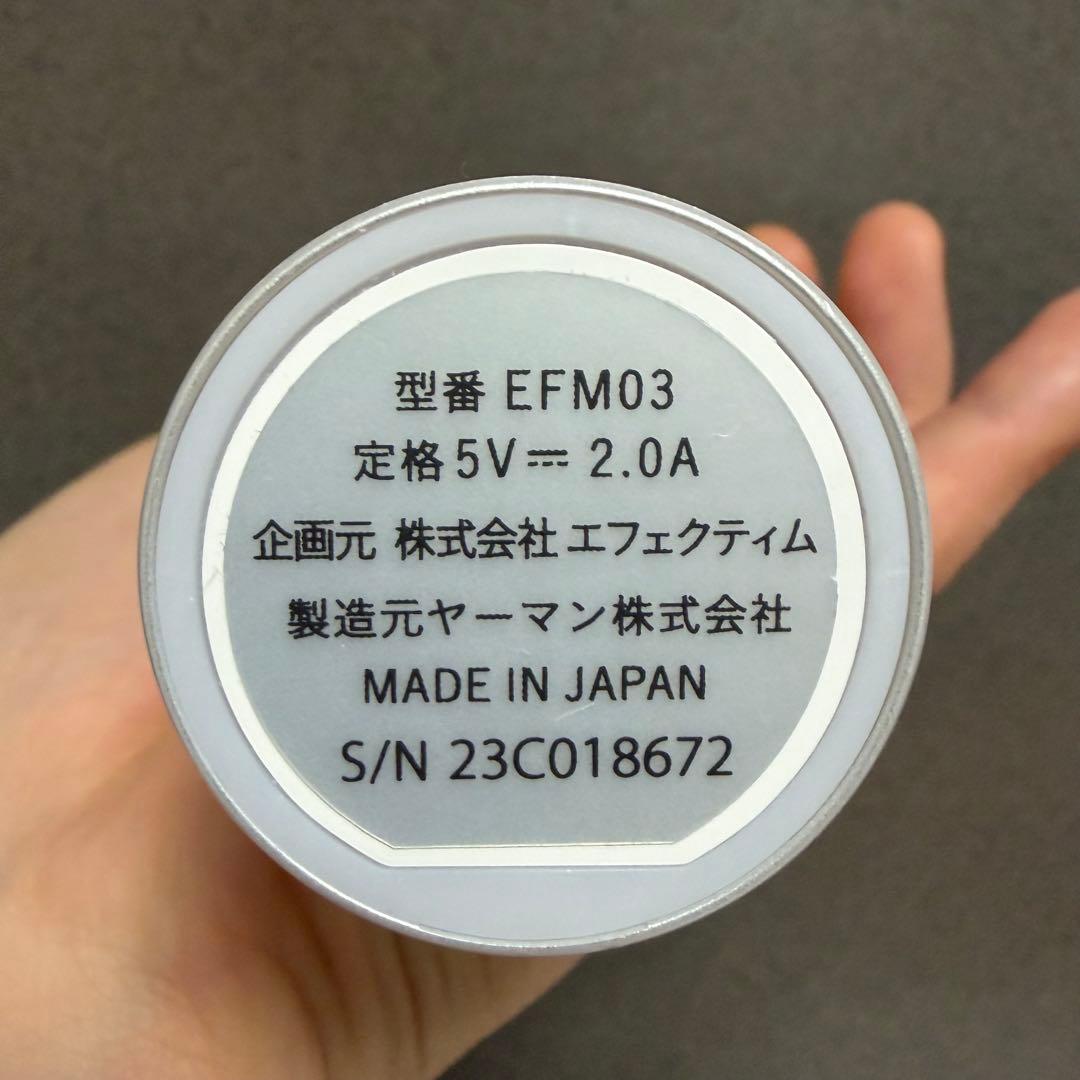 型番 EFM03
定格 5V⎓ 2.0A
企画元 株式会社 エフェクティム
製造元ヤーマン株式会社
MADE IN JAPAN
S/N 23C018672